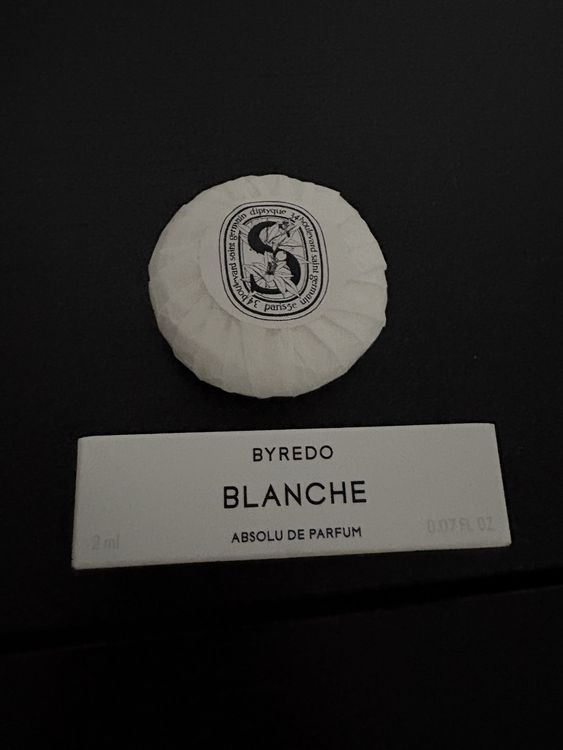 diptyque 34 boulevard saint germain paris5e 34 boulevard saint germain
S
BYREDO
BLANCHE
ABSOLU DE PARFUM
2 ml
0.07 FL OZ